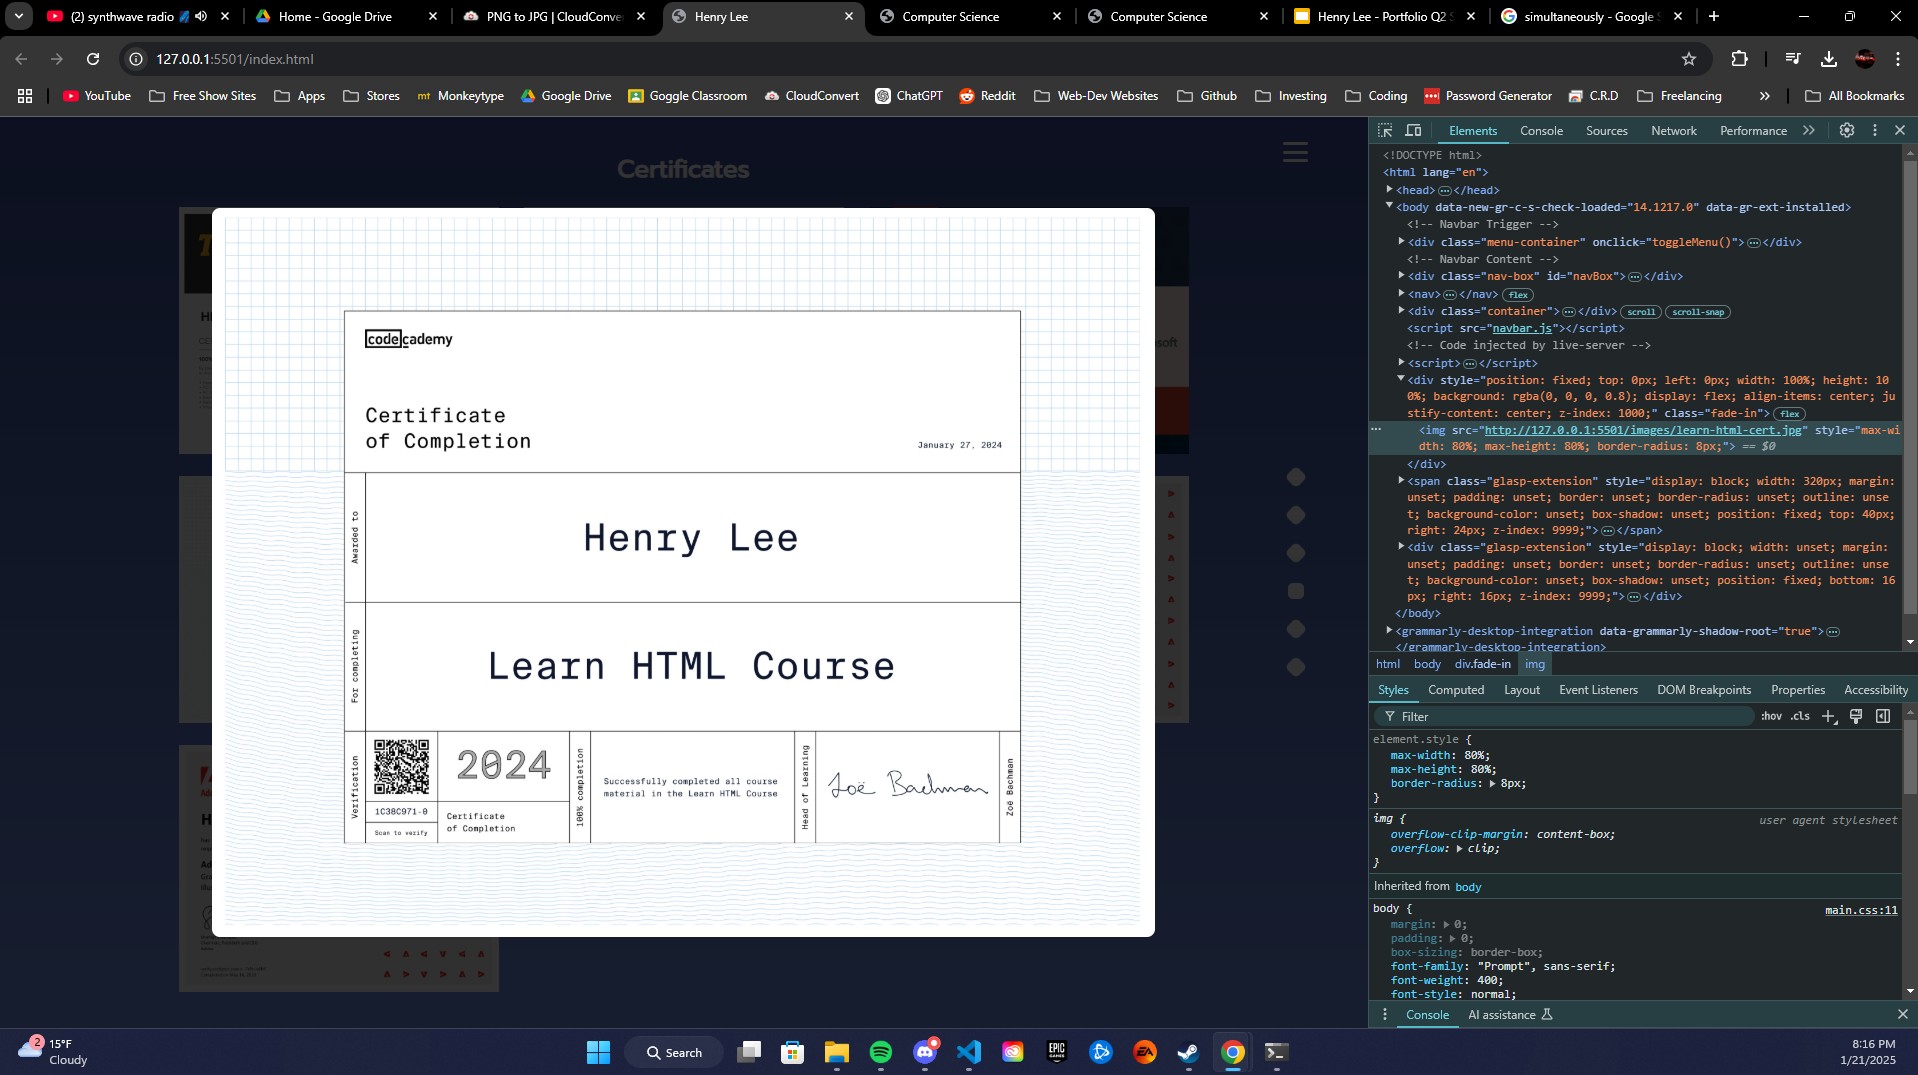 (2) synthwave radio
Home - Google Drive
PNG to JPG | CloudConve
Henry Lee
Computer Science
Computer Science
Henry Lee - Portfolio Q2 S
simultaneously - Google S
127.0.0.1:5501/index.html
YouTube
Free Show Sites
Apps
Stores
mt Monkeytype
Google Drive
Goggle Classroom
CloudConvert
ChatGPT
Reddit
Web-Dev Websites
Github
Investing
Coding
Password Generator
C.R.D
Freelancing
All Bookmarks
Certificates
codecademy
Certificate
of Completion
January 27, 2024
Awarded to
Henry Lee
For completing
Learn HTML Course
Verification
1C38C971-0
Scan to verify
2024
Certificate
of Completion
100% completion
Successfully completed all course
material in the Learn HTML Course
Head of Learning
Zoë Bachman
Zoë Bachman
Elements
Console
Sources
Network
Performance
<!DOCTYPE html>
<html lang="en">
<head> </head>
<body data-new-gr-c-s-check-loaded="14.1217.0" data-gr-ext-installed>
<!-- Navbar Trigger -->
<div class="menu-container" onclick="toggleMenu()"> </div>
<!-- Navbar Content -->
<div class="nav-box" id="navBox"> </div>
<nav> </nav> flex
<div class="container"> </div> scroll scroll-snap
<script src="navbar.js"></script>
<!-- Code injected by live-server -->
<script> </script>
<div style="position: fixed; top: 0px; left: 0px; width: 100%; height: 10
0%; background: rgba(0, 0, 0, 0.8); display: flex; align-items: center; ju
stify-content: center; z-index: 1000;" class="fade-in"> flex
<img src="http://127.0.0.1:5501/images/learn-html-cert.jpg" style="max-wi
dth: 80%; max-height: 80%; border-radius: 8px;"> == $0
</div>
<span class="glasp-extension" style="display: block; width: 320px; margin:
unset; padding: unset; border: unset; border-radius: unset; outline: unse
t; background-color: unset; box-shadow: unset; position: fixed; top: 40px;
right: 24px; z-index: 9999;"> </span>
<div class="glasp-extension" style="display: block; width: unset; margin:
unset; padding: unset; border: unset; border-radius: unset; outline: unse
t; background-color: unset; box-shadow: unset; position: fixed; bottom: 16
px; right: 16px; z-index: 9999;"> </div>
</body>
<grammarly-desktop-integration data-grammarly-shadow-root="true">
</grammarly-desktop-integration>
html body div.fade-in img
Styles
Computed
Layout
Event Listeners
DOM Breakpoints
Properties
Accessibility
Filter
:hov .cls
element.style {
max-width: 80%;
max-height: 80%;
border-radius: 8px;
}
img {
user agent stylesheet
overflow-clip-margin: content-box;
overflow: clip;
}
Inherited from body
body {
main.css:11
margin: 0;
padding: 0;
box-sizing: border-box;
font-family: "Prompt", sans-serif;
font-weight: 400;
font-style: normal;
Console
AI assistance
2
15°F
Cloudy
Search
EPIC GAMES
EA
8:16 PM
1/21/2025